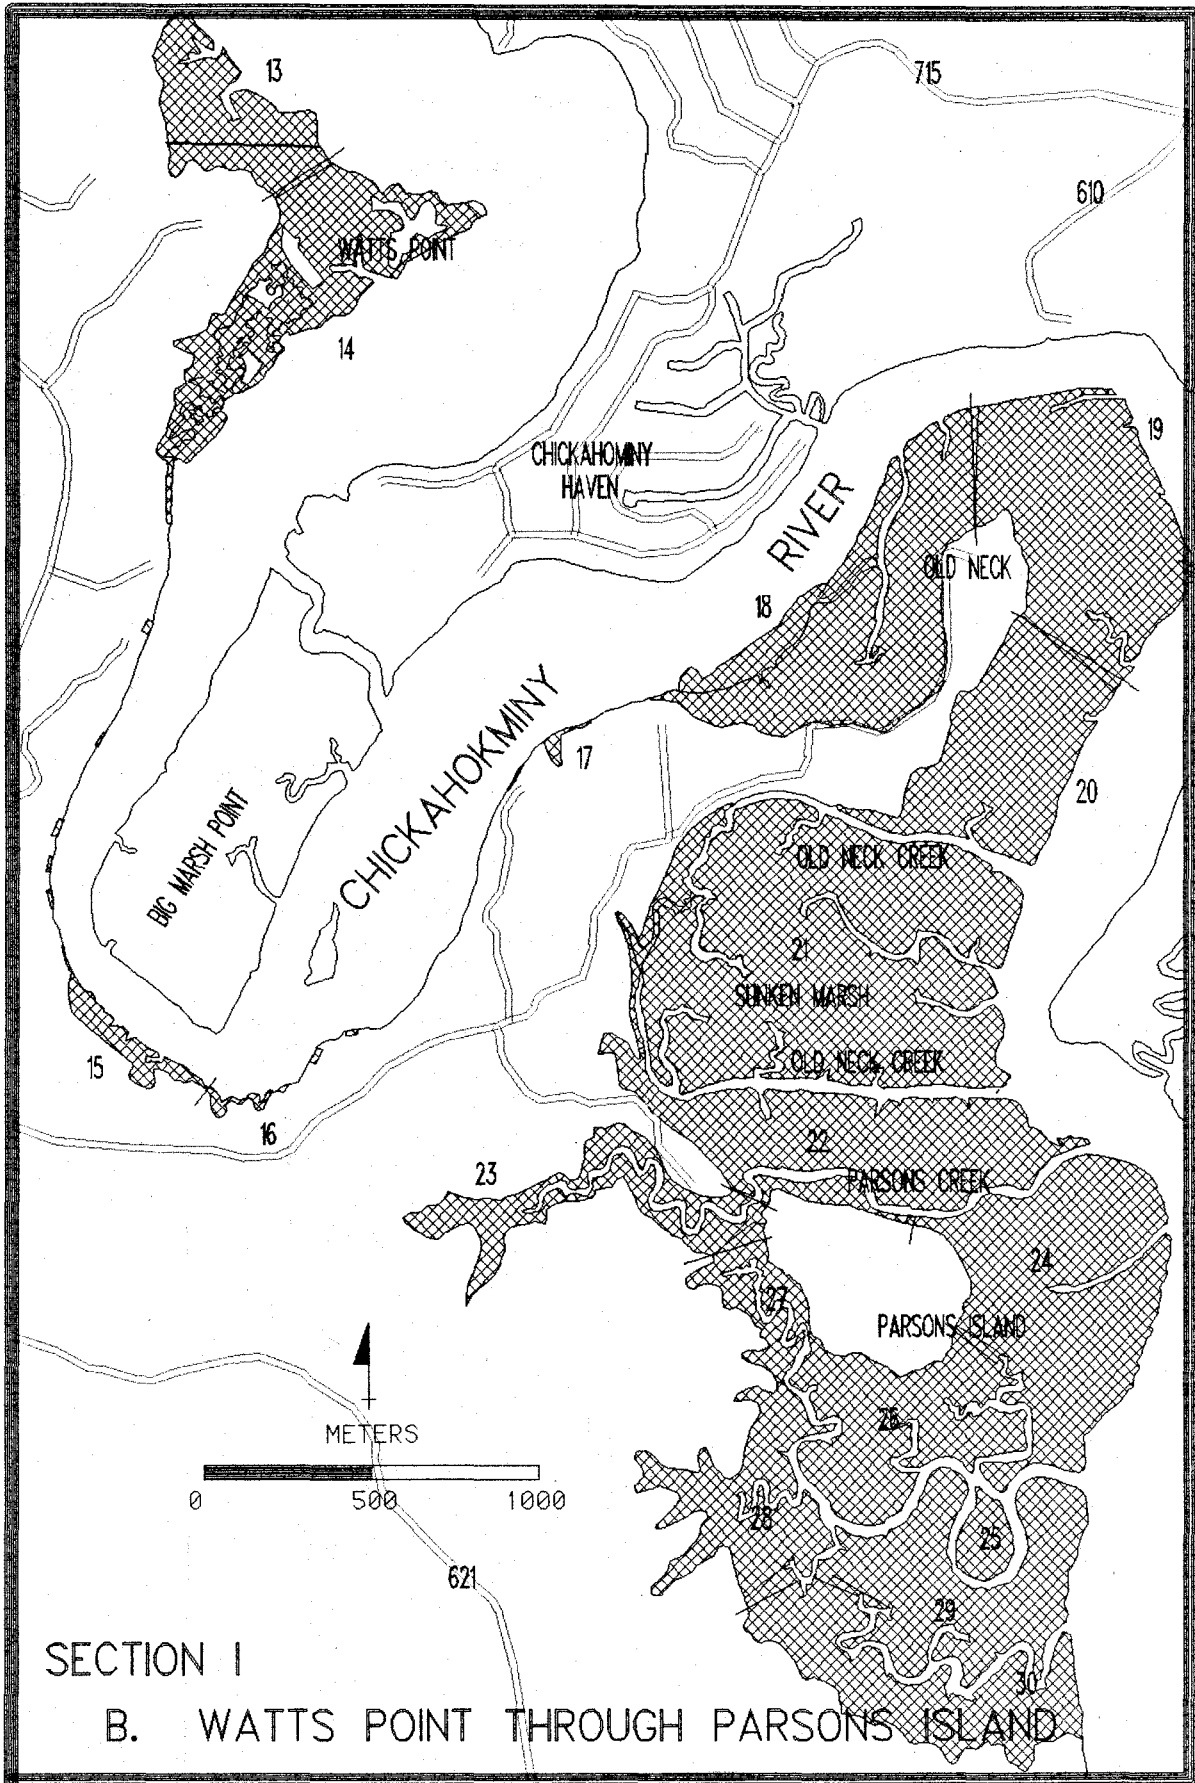 13
715
610
WATTS POINT
14
19
CHICKAHOMINY
HAVEN
RIVER
OLD NECK
18
17
20
CHICKAHOKMINY
BIG MARSH POINT
OLD NECK CREEK
21
SUNKEN MARSH
15
OLD NECK CREEK
16
22
23
PARSONS CREEK
24
27
PARSONS ISLAND
26
METERS
0 500 1000
28
25
621
29
SECTION I
30
B. WATTS POINT THROUGH PARSONS ISLAND